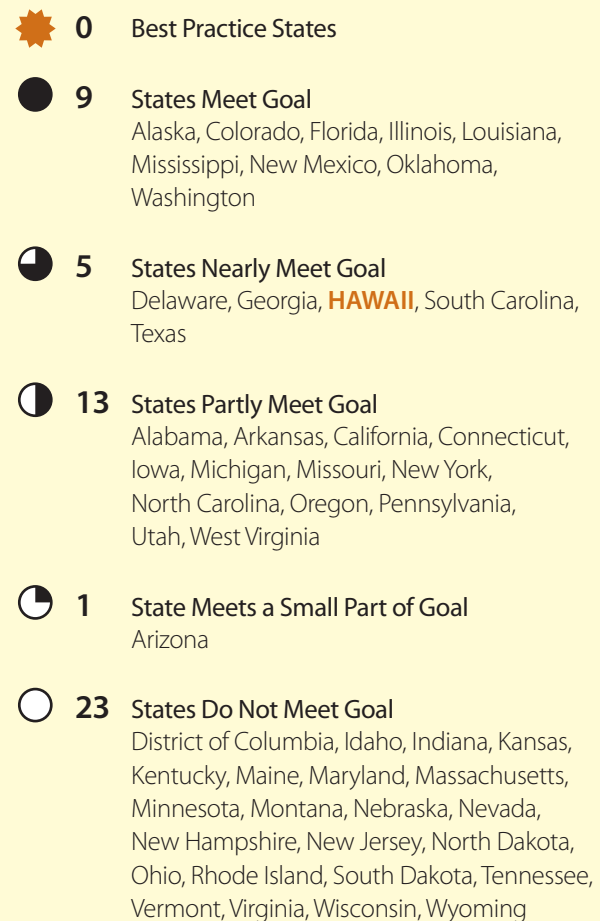 0 Best Practice States
9 States Meet Goal
Alaska, Colorado, Florida, Illinois, Louisiana,
Mississippi, New Mexico, Oklahoma,
Washington
5 States Nearly Meet Goal
Delaware, Georgia, HAWAII, South Carolina,
Texas
13 States Partly Meet Goal
Alabama, Arkansas, California, Connecticut,
Iowa, Michigan, Missouri, New York,
North Carolina, Oregon, Pennsylvania,
Utah, West Virginia
1 State Meets a Small Part of Goal
Arizona
23 States Do Not Meet Goal
District of Columbia, Idaho, Indiana, Kansas,
Kentucky, Maine, Maryland, Massachusetts,
Minnesota, Montana, Nebraska, Nevada,
New Hampshire, New Jersey, North Dakota,
Ohio, Rhode Island, South Dakota, Tennessee,
Vermont, Virginia, Wisconsin, Wyoming